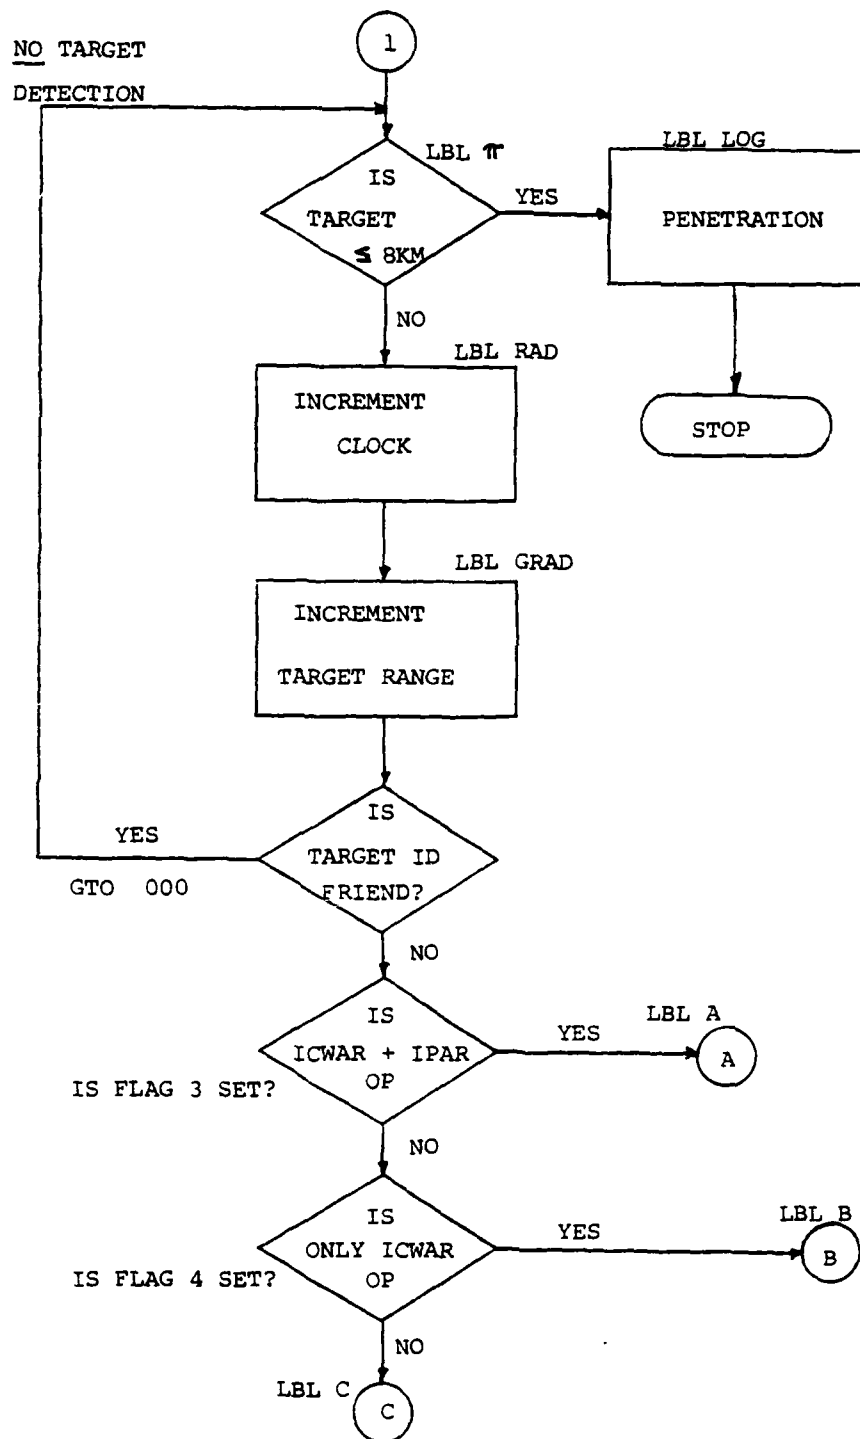 1
NO TARGET
DETECTION
LBL π
IS
TARGET
≤ 8KM
YES
LBL LOG
PENETRATION
STOP
NO
LBL RAD
INCREMENT
CLOCK
LBL GRAD
INCREMENT
TARGET RANGE
IS
TARGET ID
FRIEND?
YES
GTO 000
NO
IS
ICWAR + IPAR
OP
IS FLAG 3 SET?
YES
LBL A
A
NO
IS
ONLY ICWAR
OP
IS FLAG 4 SET?
YES
LBL B
B
NO
LBL C
C